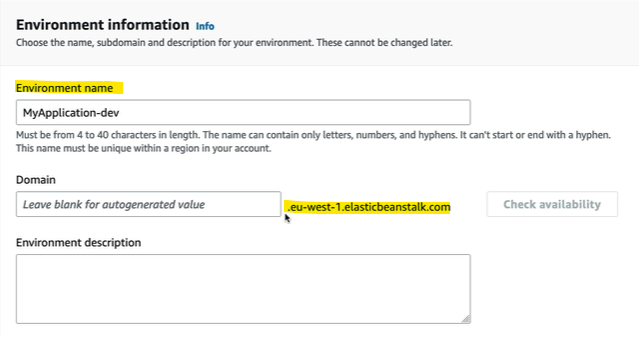 Environment information Info
Choose the name, subdomain and description for your environment. These cannot be changed later.
Environment name
MyApplication-dev
Must be from 4 to 40 characters in length. The name can contain only letters, numbers, and hyphens. It can't start or end with a hyphen.
This name must be unique within a region in your account.
Domain
Leave blank for autogenerated value .eu-west-1.elasticbeanstalk.com Check availability
Environment description